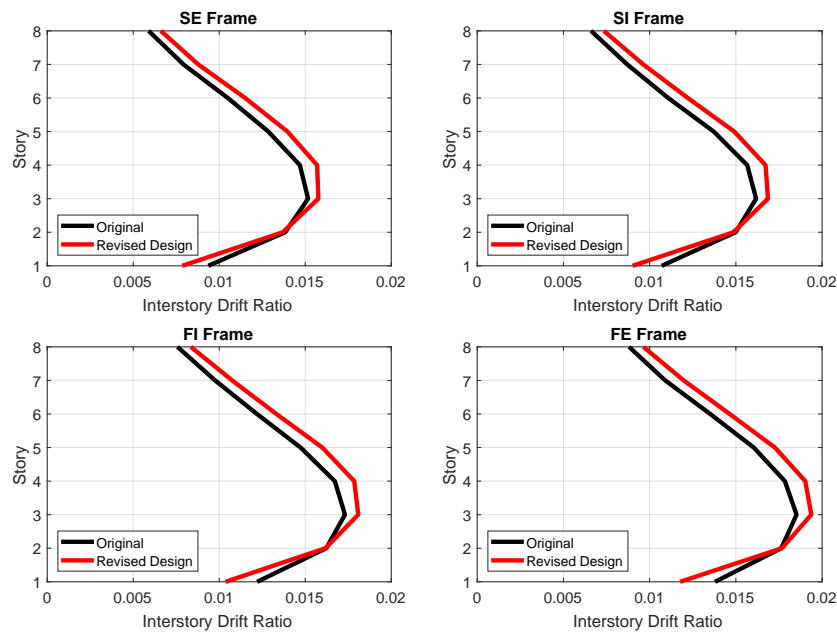 SE Frame
8
7
6
5
4
3
2
1
Story
Original
Revised Design
0 0.005 0.01 0.015 0.02
Interstory Drift Ratio
SI Frame
8
7
6
5
4
3
2
1
Story
Original
Revised Design
0 0.005 0.01 0.015 0.02
Interstory Drift Ratio
FI Frame
8
7
6
5
4
3
2
1
Story
Original
Revised Design
0 0.005 0.01 0.015 0.02
Interstory Drift Ratio
FE Frame
8
7
6
5
4
3
2
1
Story
Original
Revised Design
0 0.005 0.01 0.015 0.02
Interstory Drift Ratio